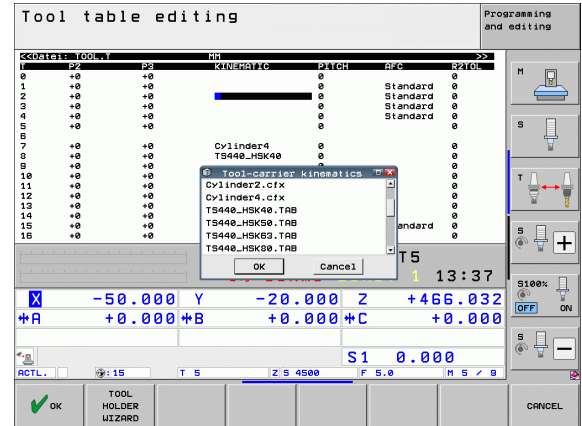 Tool table editing
Programming
and editing
<<Datei: TOOL.T MM >>
T P2 P3 KINEMATIC PITCH AFC R2TOL
0 +0 +0 0 0
1 +0 +0 0 Standard 0
2 +0 +0 0 Standard 0
3 +0 +0 0 Standard 0
4 +0 +0 0 Standard 0
5 +0 +0 0 0
6
7 +0 +0 Cylinder4 0 0
8 +0 +0 TS440_HSK40 0 0
9 +0 +0 0
10 +0 +0 0
11 +0 +0 0
12 +0 +0 0
13 +0 +0 0
14 +0 +0 0
15 +0 +0 andard 0
16 +0 +0 0
Tool-carrier kinematics
Cylinder2.cfx
Cylinder4.cfx
TS440_HSK40.TAB
TS440_HSK50.TAB
TS440_HSK63.TAB
TS440_HSK80.TAB
OK Cancel
T5
1 13:37
X -50.000 Y -20.000 Z +466.032
+A +0.000 +B +0.000 +C +0.000
S1 0.000
ACTL. :15 T 5 Z S 4500 F 5.0 M 5 / 9
OK
TOOL
HOLDER
WIZARD
CANCEL
M
S
T
S
S100%
OFF ON
S